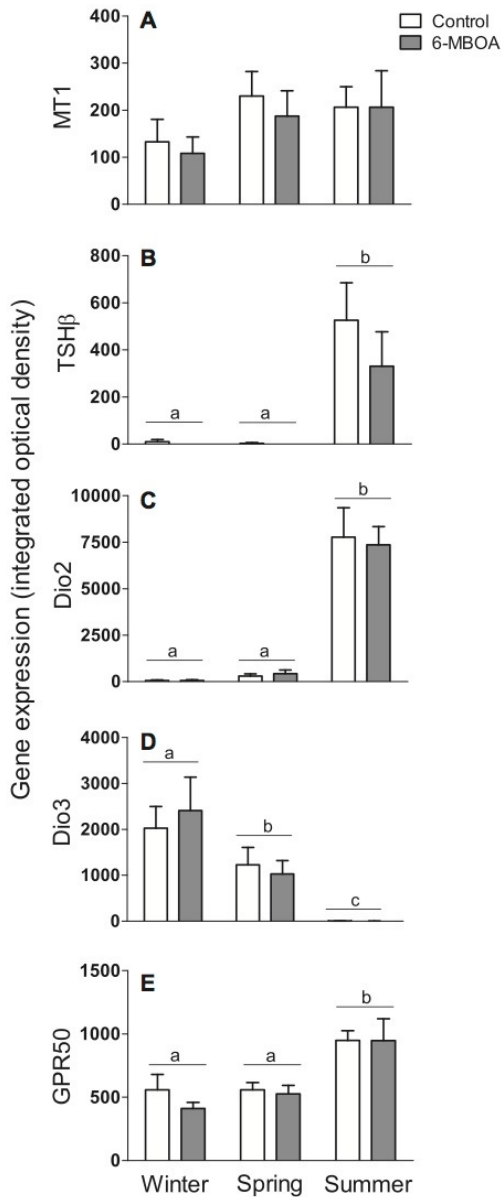 Control
6-MBOA
Gene expression (integrated optical density)
A
MT1
400
300
200
100
0
B
TSHβ
800
600
400
200
0
a
a
b
C
Dio2
10000
7500
5000
2500
0
a
a
b
D
Dio3
4000
3000
2000
1000
0
a
b
c
E
GPR50
1500
1000
500
0
a
a
b
Winter Spring Summer